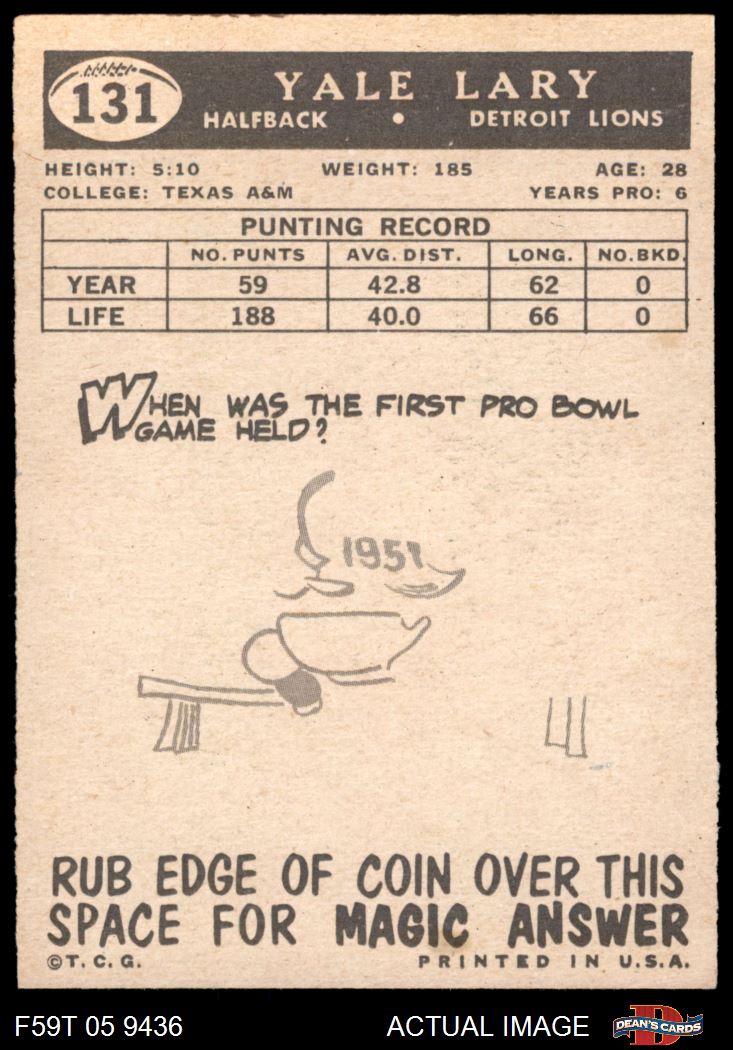 131
YALE LARY
HALFBACK • DETROIT LIONS
HEIGHT: 5:10 WEIGHT: 185 AGE: 28
COLLEGE: TEXAS A&M YEARS PRO: 6
PUNTING RECORD
NO. PUNTS AVG. DIST. LONG. NO. BKD.
YEAR 59 42.8 62 0
LIFE 188 40.0 66 0
WHEN WAS THE FIRST PRO BOWL
GAME HELD?
1951
RUB EDGE OF COIN OVER THIS
SPACE FOR MAGIC ANSWER
©T. C. G. PRINTED IN U.S.A.
F59T 05 9436 ACTUAL IMAGE D DEAN'S CARDS